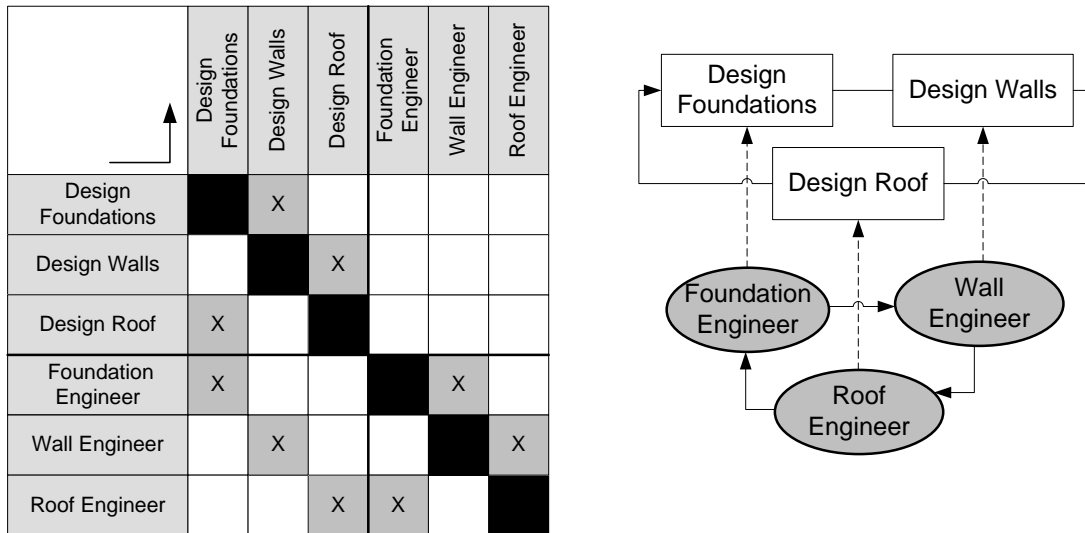 Design
Foundations
Design Walls
Design Roof
Foundation
Engineer
Wall Engineer
Roof Engineer
Design
Foundations
X
Design Walls
X
Design Roof
X
Foundation
Engineer
X
X
Wall Engineer
X
X
Roof Engineer
X
X
Design
Foundations
Design Walls
Design Roof
Foundation
Engineer
Wall
Engineer
Roof
Engineer